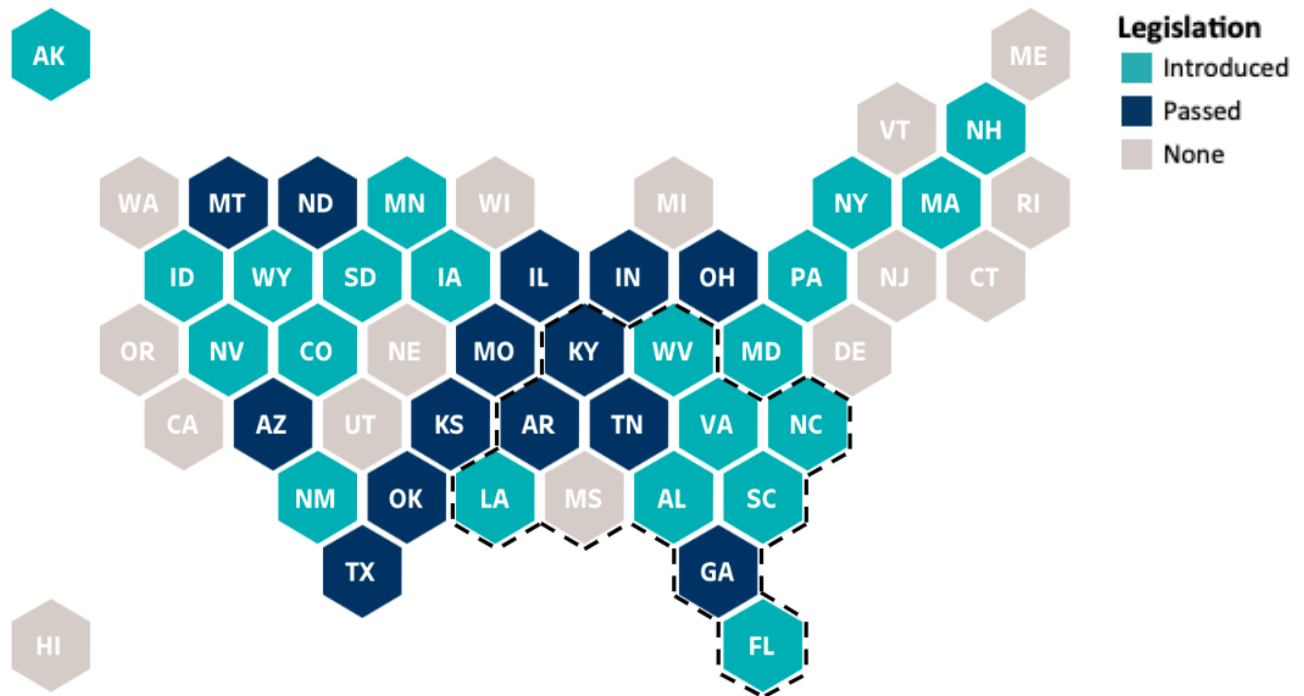 Legislation
Introduced
Passed
None
AK
ME
VT NH
WA MT ND MN WI MI NY MA RI
ID WY SD IA IL IN OH PA NJ CT
OR NV CO NE MO KY WV MD DE
CA AZ UT KS AR TN VA NC
NM OK LA MS AL SC
TX GA
HI FL